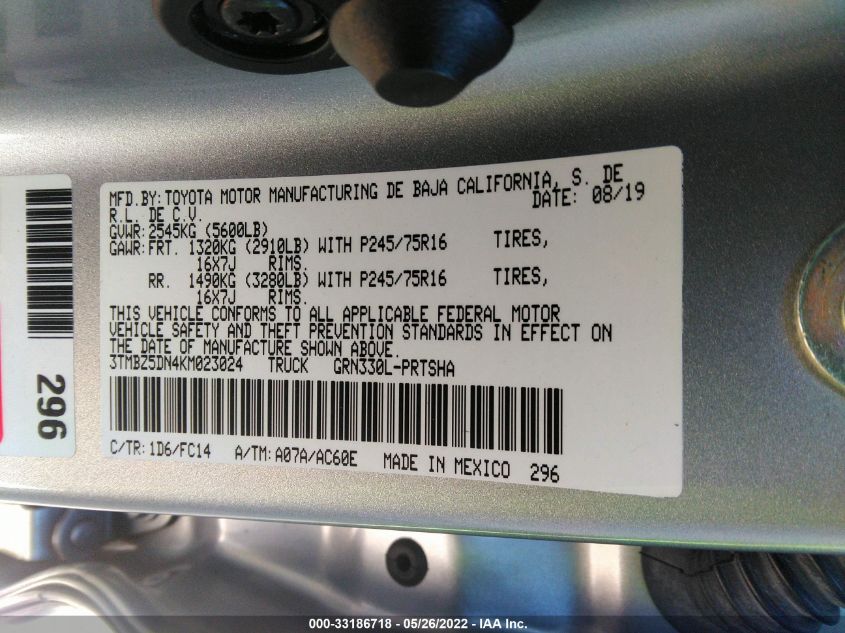 MFD.BY: TOYOTA MOTOR MANUFACTURING DE BAJA CALIFORNIA, S. DE
R.L. DE C.V.
DATE: 08/19
GVWR: 2545KG (5600LB)
GAWR: FRT. 1320KG (2910LB) WITH P245/75R16 TIRES,
16X7J RIMS.
RR. 1490KG (3280LB) WITH P245/75R16 TIRES,
16X7J RIMS.
THIS VEHICLE CONFORMS TO ALL APPLICABLE FEDERAL MOTOR
VEHICLE SAFETY AND THEFT PREVENTION STANDARDS IN EFFECT ON
THE DATE OF MANUFACTURE SHOWN ABOVE.
3TMBZ5DN4KM023024 TRUCK GRN330L-PRTSHA
C/TR: 1D6/FC14 A/TM: A07A/AC60E MADE IN MEXICO 296
296
000-33186718 - 05/26/2022 - IAA Inc.